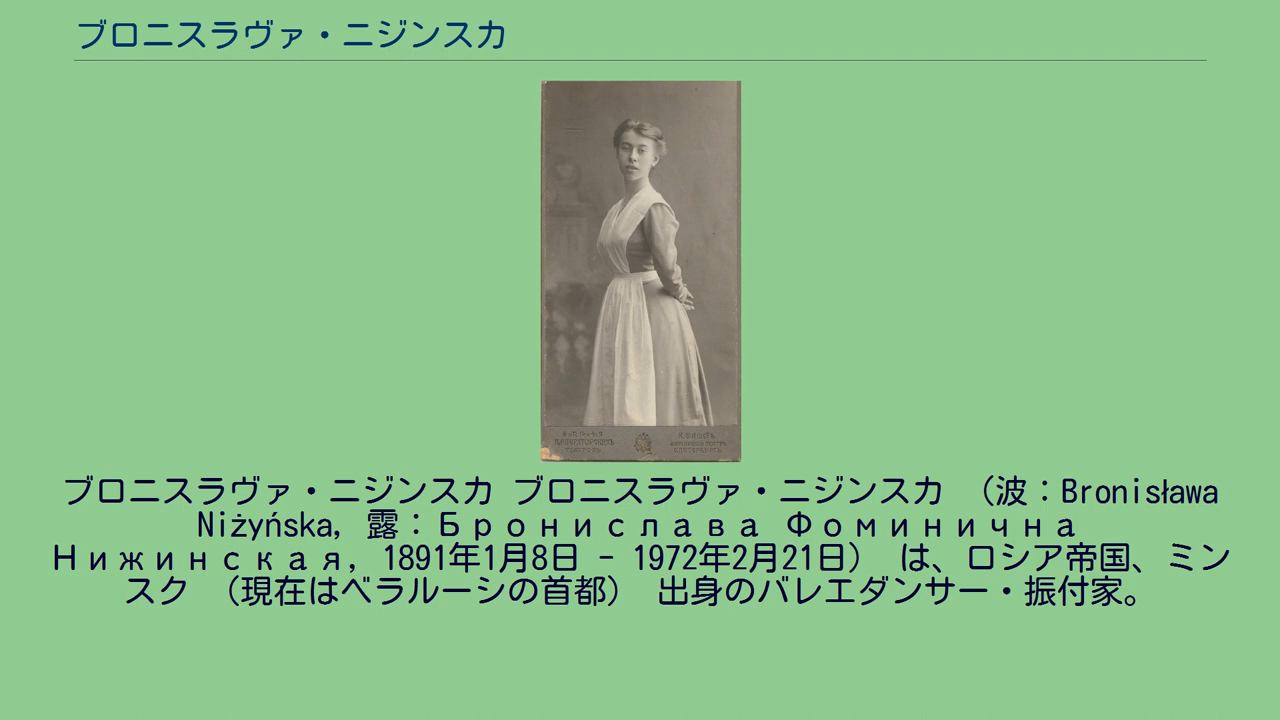 ブロニスラヴァ・ニジンスカ
ブロニスラヴァ・ニジンスカ ブロニスラヴァ・ニジンスカ （波：Bronisława
Niżyńska, 露：Бронислава Фоминична
Нижинская, 1891年1月8日 - 1972年2月21日） は、ロシア帝国、ミン
スク （現在はベラルーシの首都） 出身のバレエダンサー・振付家。